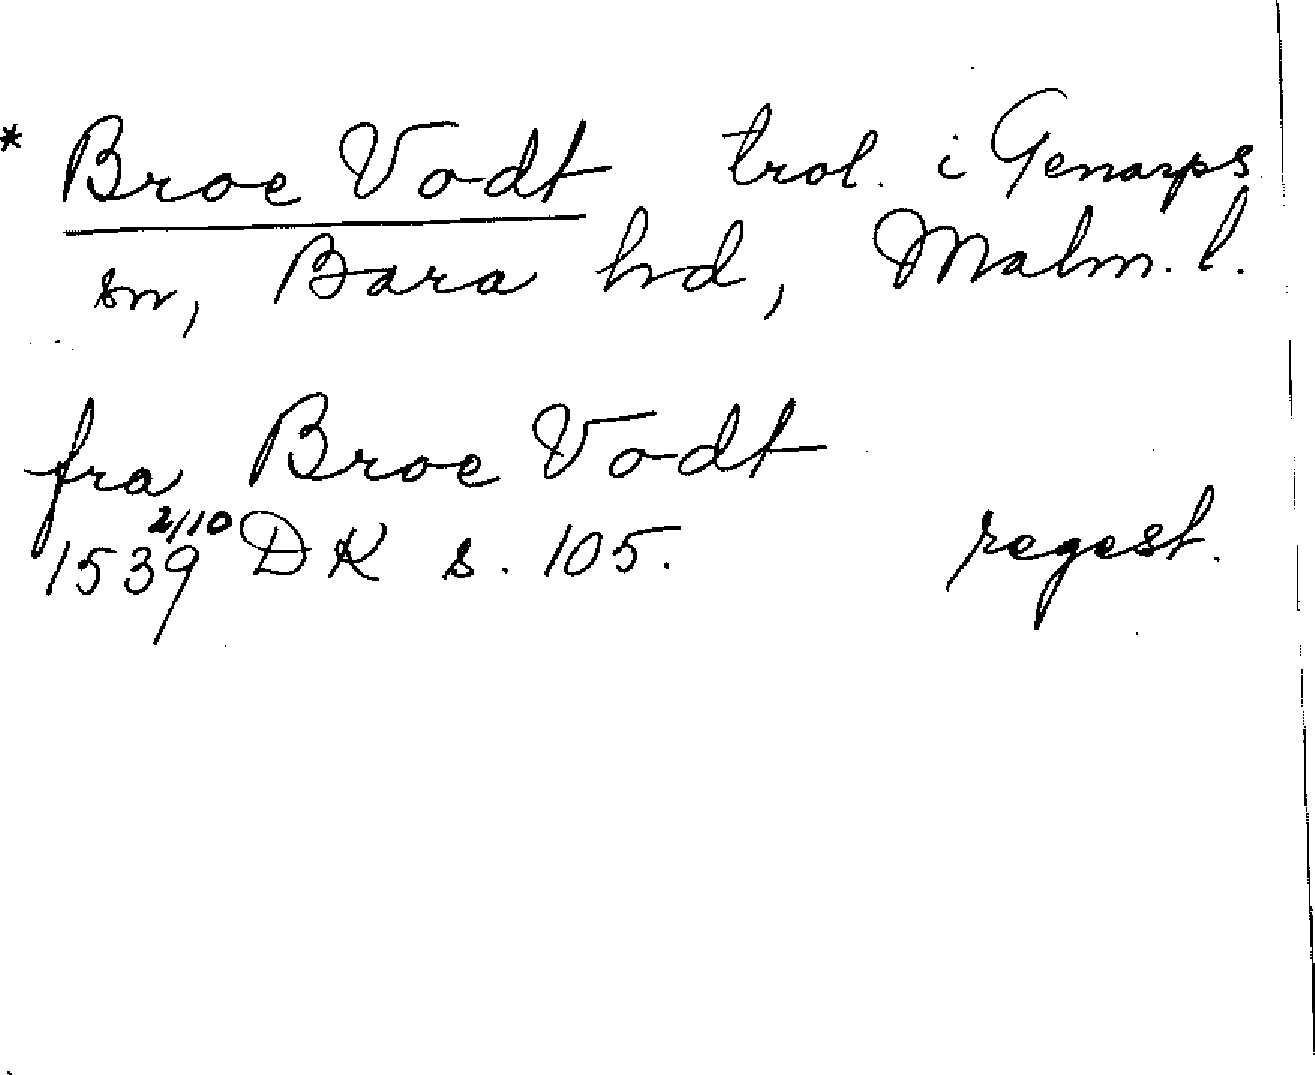 * Broe Vodt trol. i Genarps
sn, Bara hd, Malm. l.
fra Broe Vodt
1539 2/10 DK s. 105. regest.